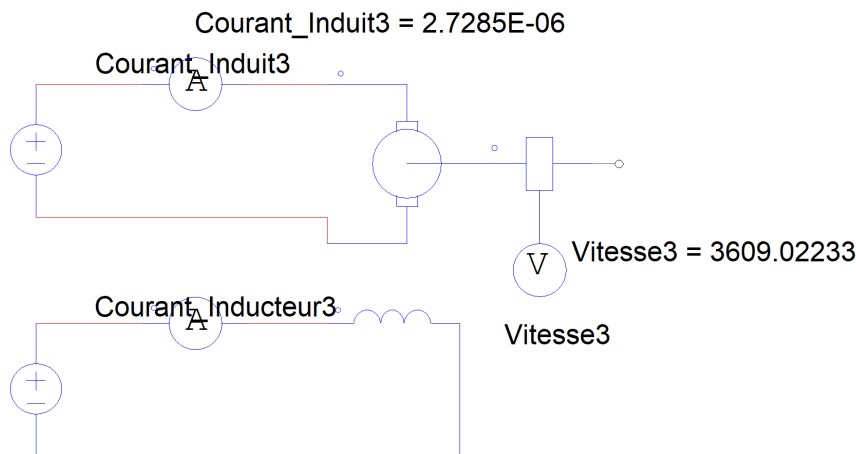 Courant_Induit3 = 2.7285E-06
Courant_Induit3
A
V
Vitesse3 = 3609.02233
Courant_Inducteur3
A
Vitesse3